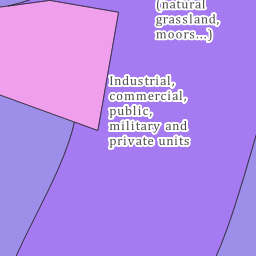 (natural
grassland,
moors...)
Industrial,
commercial,
public,
military and
private units